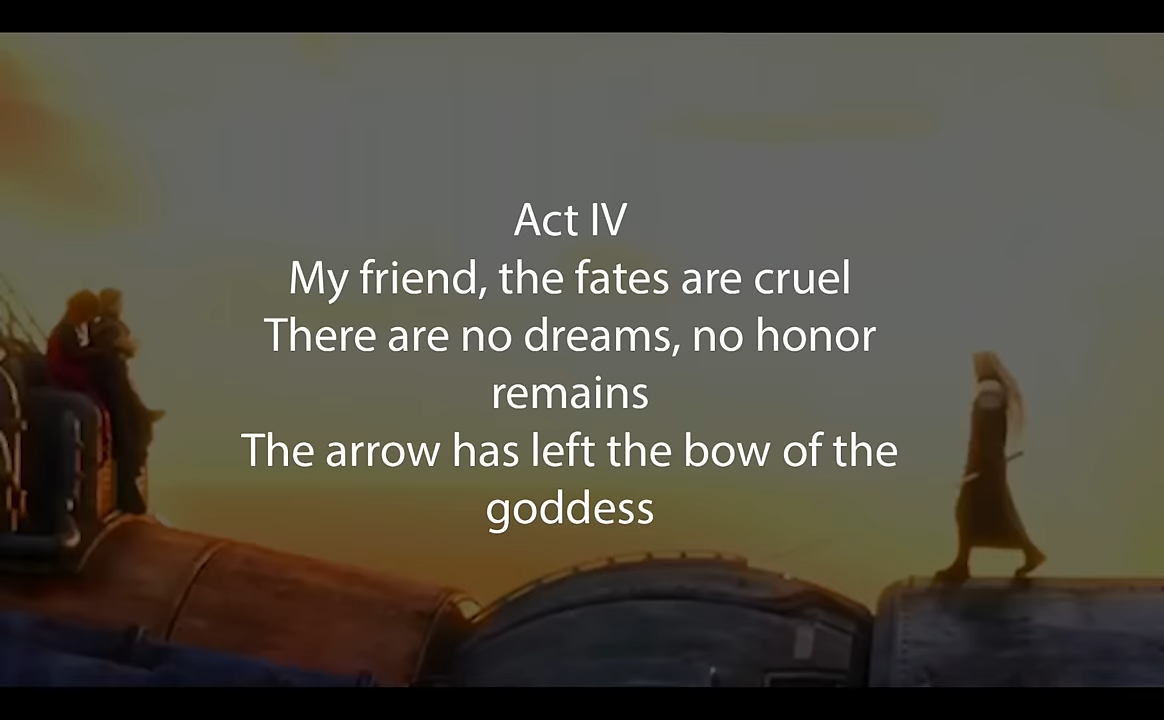 Act IV
My friend, the fates are cruel
There are no dreams, no honor
remains
The arrow has left the bow of the
goddess